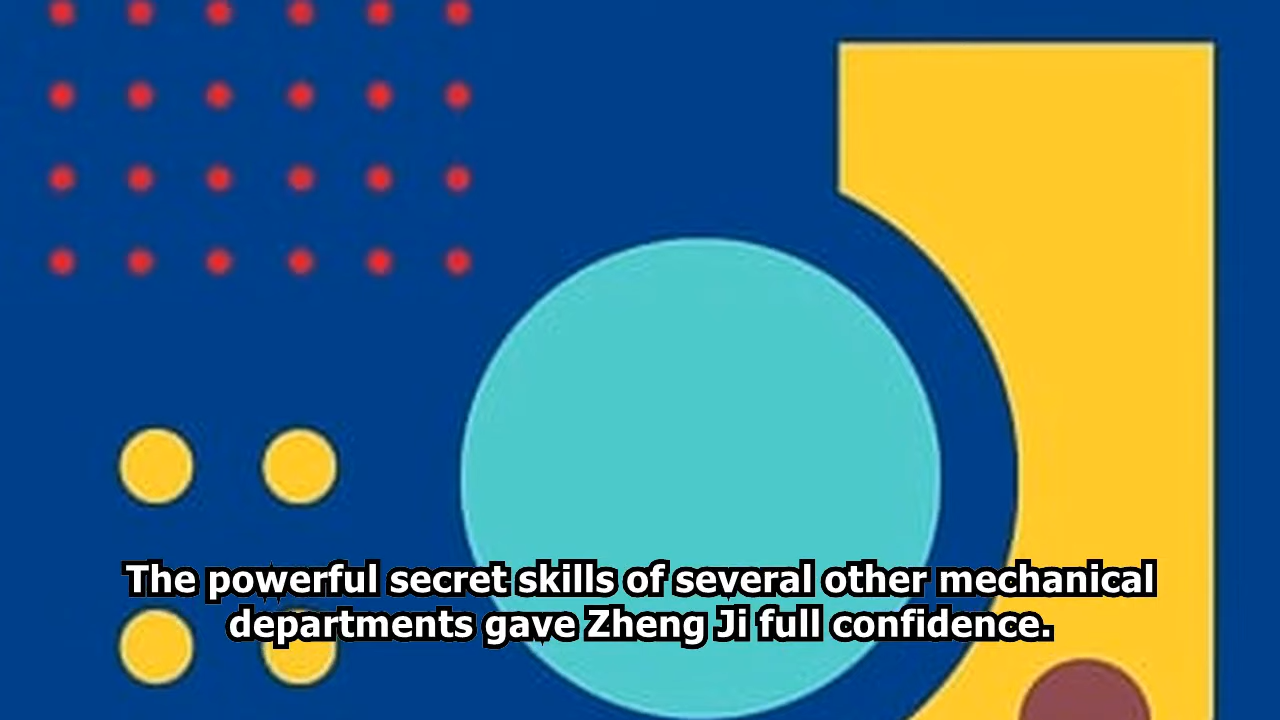 The powerful secret skills of several other mechanical
departments gave Zheng Ji full confidence.